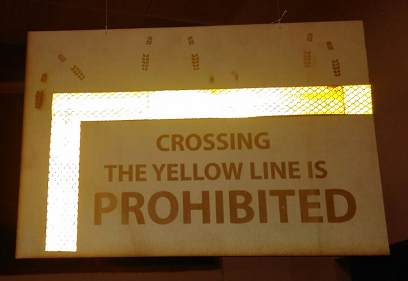 CROSSING
THE YELLOW LINE IS
PROHIBITED